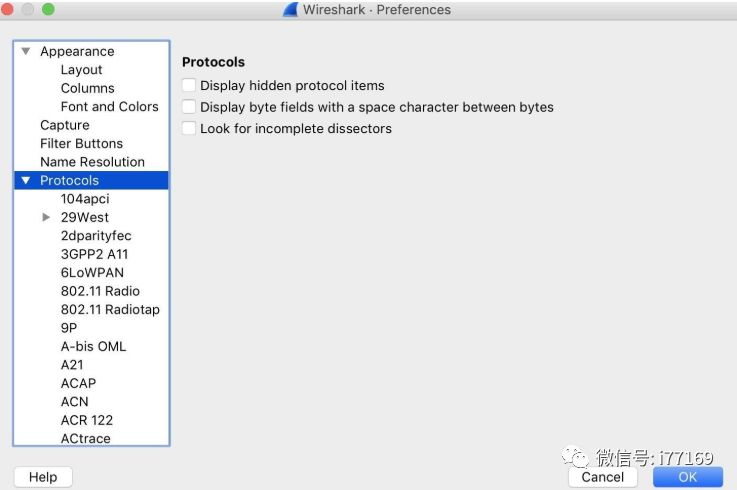 Wireshark · Preferences
Appearance
Layout
Columns
Font and Colors
Capture
Filter Buttons
Name Resolution
Protocols
104apci
29West
2dparityfec
3GPP2 A11
6LoWPAN
802.11 Radio
802.11 Radiotap
9P
A-bis OML
A21
ACAP
ACN
ACR 122
ACtrace
Protocols
Display hidden protocol items
Display byte fields with a space character between bytes
Look for incomplete dissectors
微信号: i77169
Help
Cancel
OK